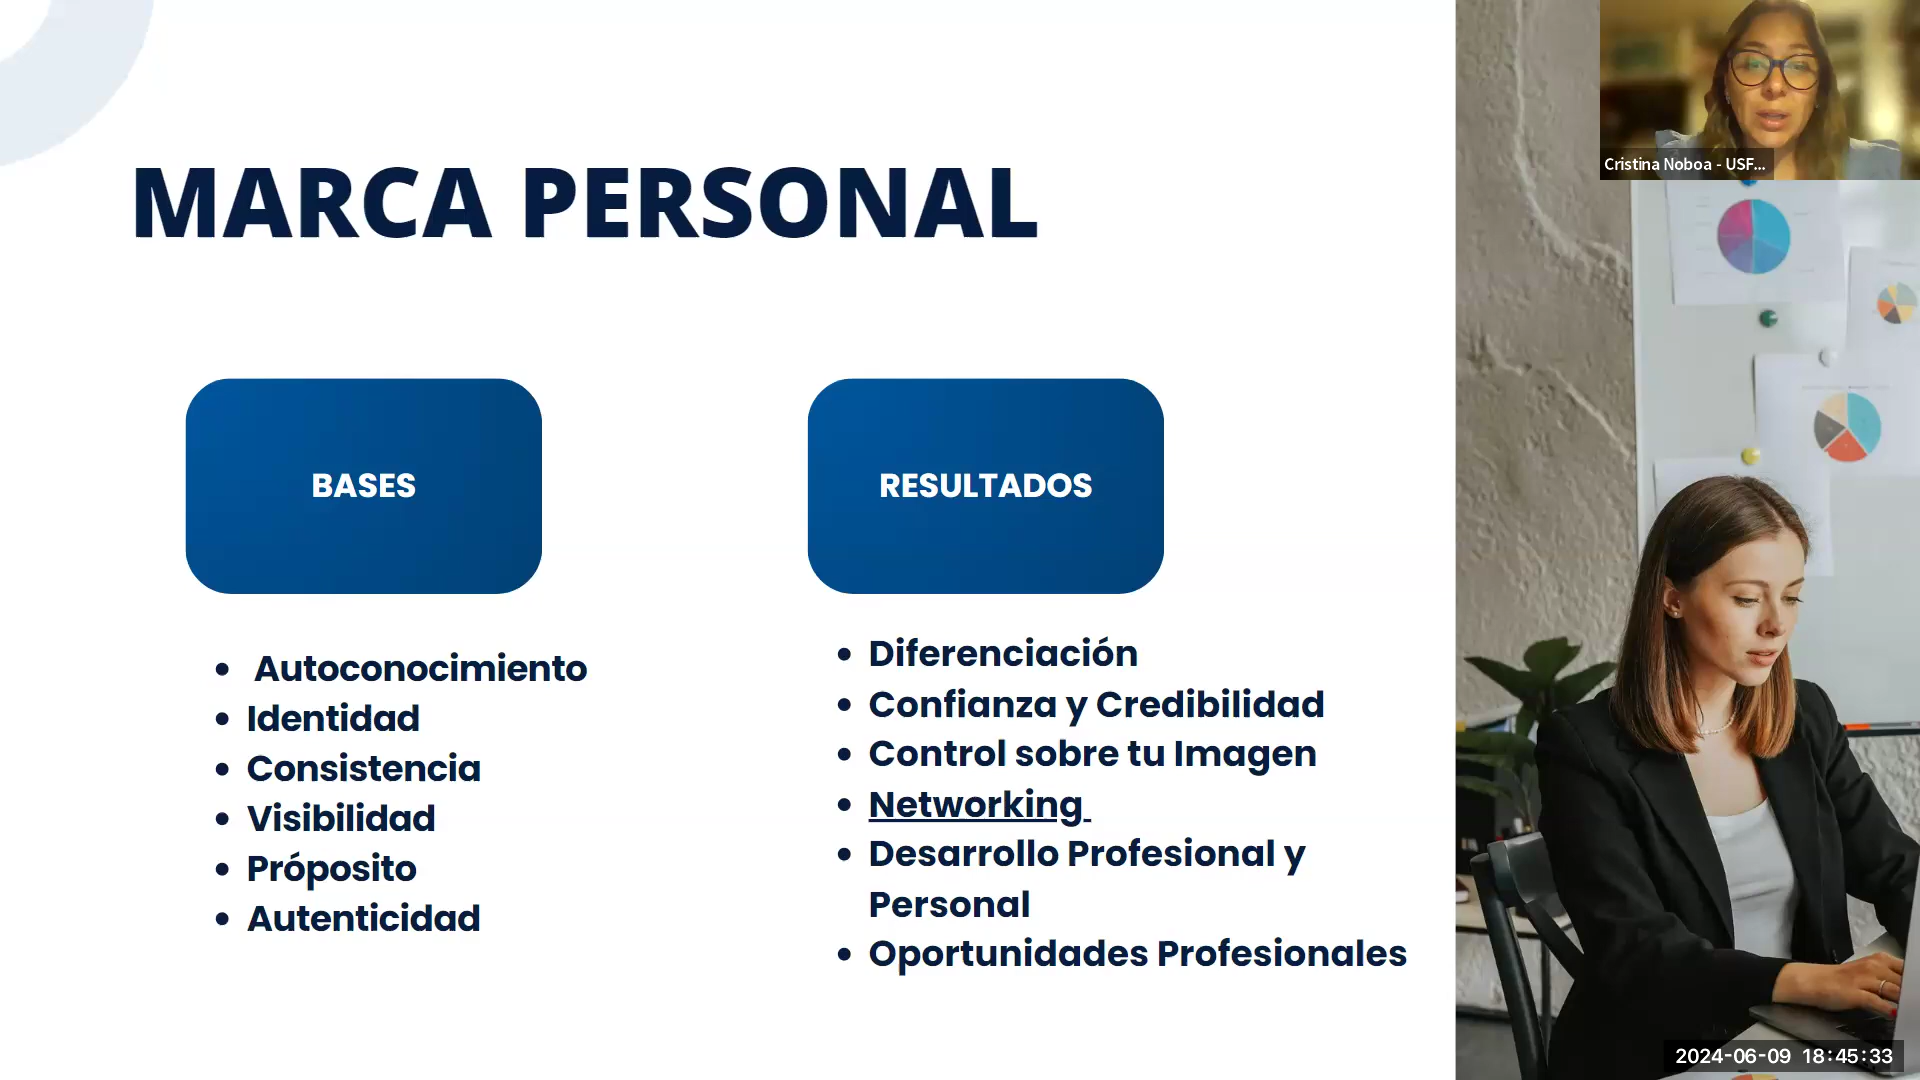 Cristina Noboa - USF...
MARCA PERSONAL
BASES
Autoconocimiento
Identidad
Consistencia
Visibilidad
Próposito
Autenticidad
RESULTADOS
Diferenciación
Confianza y Credibilidad
Control sobre tu Imagen
Networking
Desarrollo Profesional y
Personal
Oportunidades Profesionales
2024-06-09 18:45:33